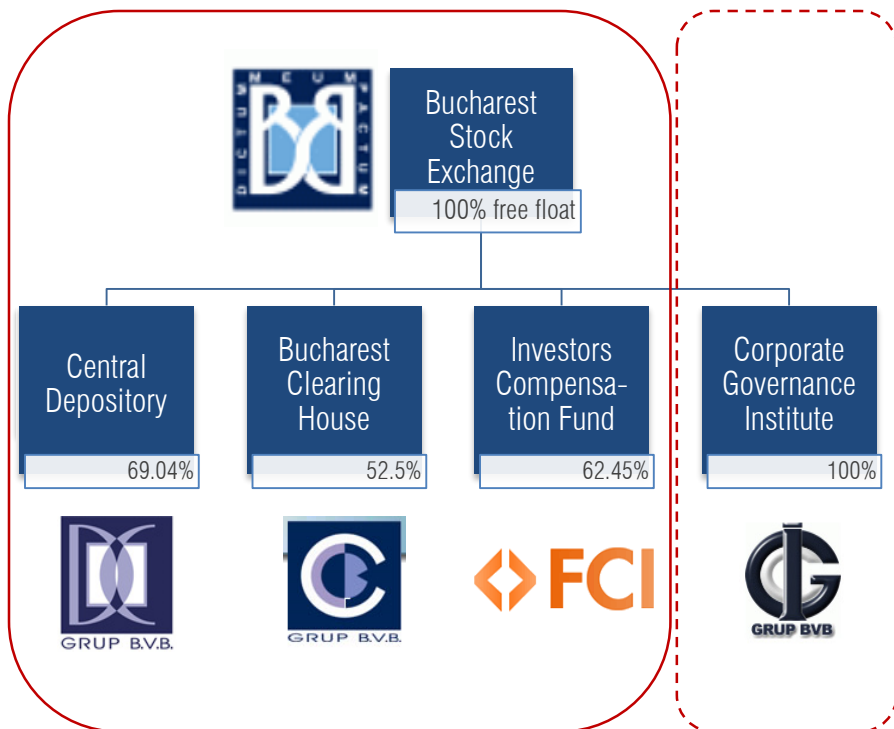 DICTUM
MEUM
PACTUM
Bucharest
Stock
Exchange
100% free float
Central
Depository
69.04%
Bucharest
Clearing
House
52.5%
Investors
Compensa-
tion Fund
62.45%
Corporate
Governance
Institute
100%
GRUP B.V.B.
GRUP B.V.B.
FCI
GRUP BVB